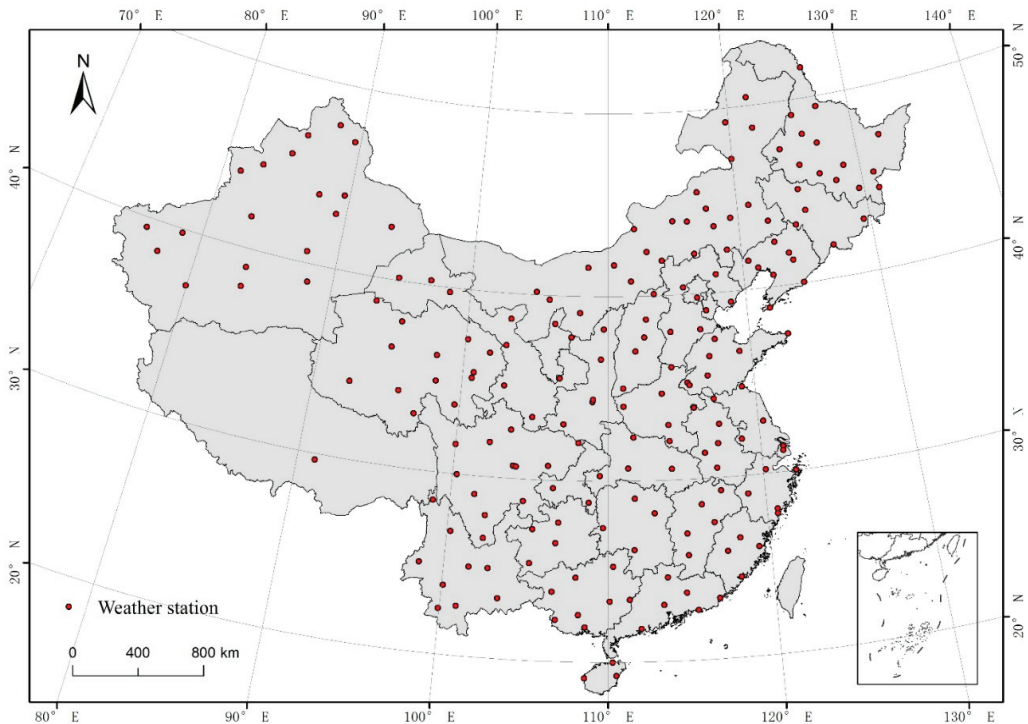 70° E 80° E 90° E 100° E 110° E 120° E 130° E 140° E
N
50° N
40° N
40° N
30° N
30° N
20° N
20° N
Weather station
0 400 800 km
80° E 90° E 100° E 110° E 120° E 130° E